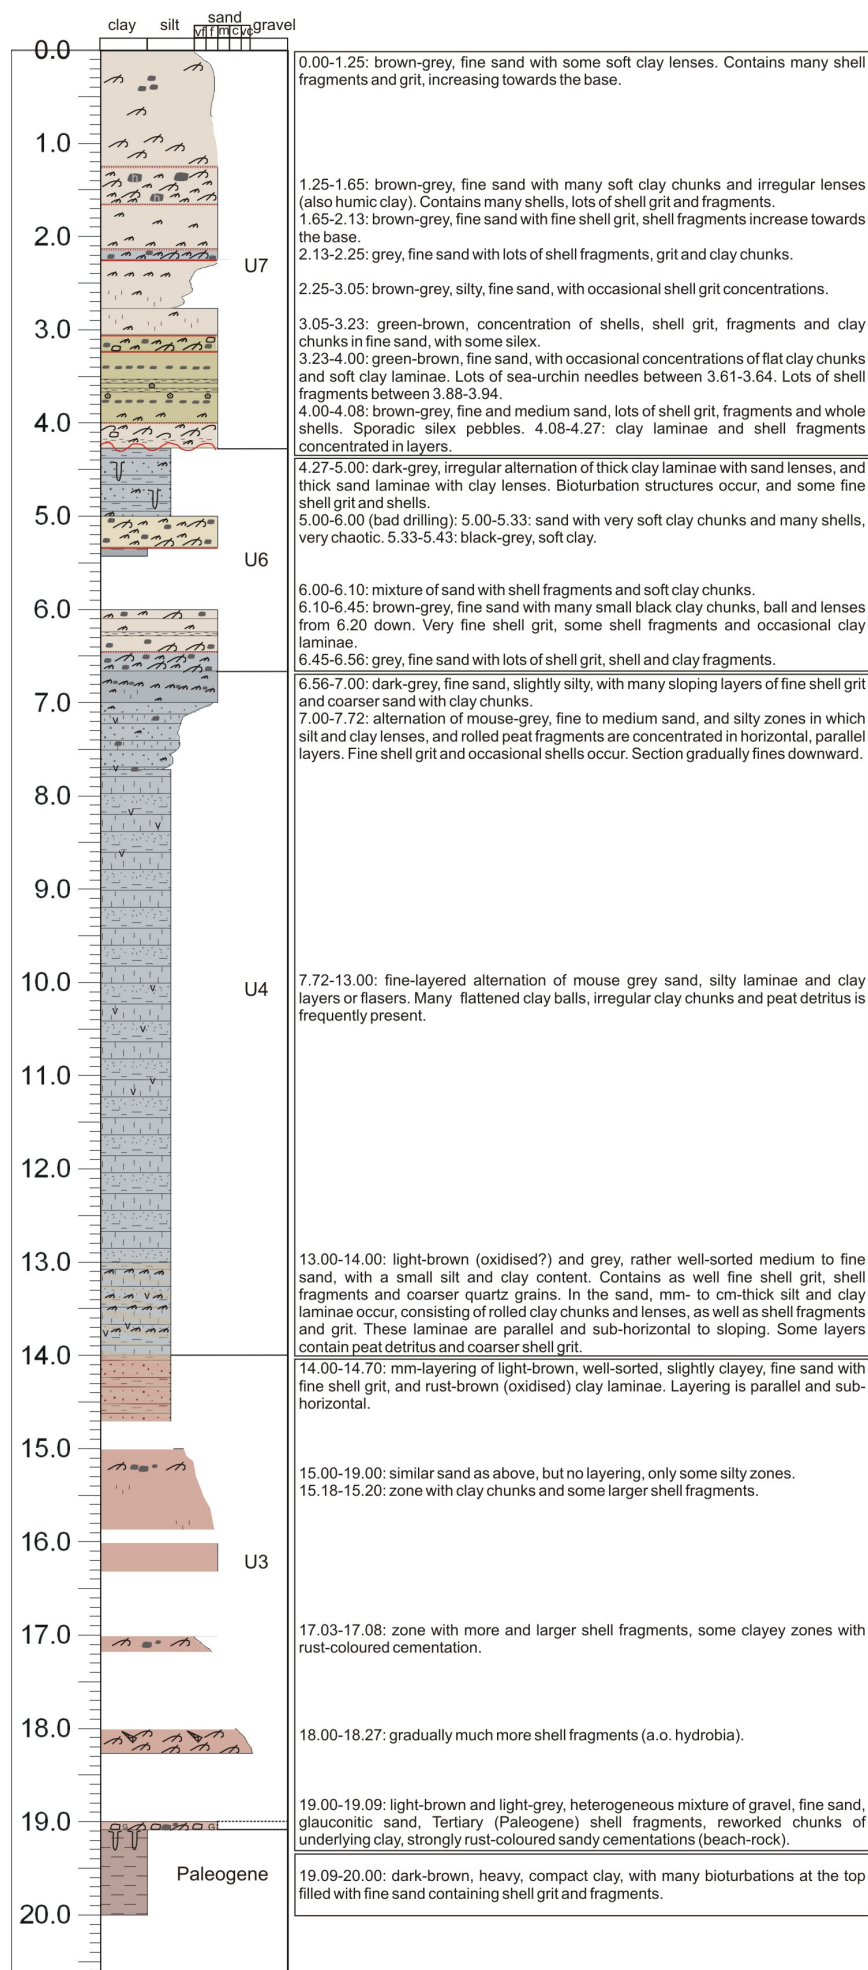 clay silt sand gravel
vf f m c vc
0.0
0.00-1.25: brown-grey, fine sand with some soft clay lenses. Contains many shell
fragments and grit, increasing towards the base.
1.0
1.25-1.65: brown-grey, fine sand with many soft clay chunks and irregular lenses
(also humic clay). Contains many shells, lots of shell grit and fragments.
h h
h
1.65-2.13: brown-grey, fine sand with fine shell grit, shell fragments increase towards
the base.
2.0
2.13-2.25: grey, fine sand with lots of shell fragments, grit and clay chunks.
U7
2.25-3.05: brown-grey, silty, fine sand, with occasional shell grit concentrations.
3.0
3.05-3.23: green-brown, concentration of shells, shell grit, fragments and clay
chunks in fine sand, with some silex.
3.23-4.00: green-brown, fine sand, with occasional concentrations of flat clay chunks
and soft clay laminae. Lots of sea-urchin needles between 3.61-3.64. Lots of shell
fragments between 3.88-3.94.
4.0
4.00-4.08: brown-grey, fine and medium sand, lots of shell grit, fragments and whole
shells. Sporadic silex pebbles. 4.08-4.27: clay laminae and shell fragments
concentrated in layers.
4.27-5.00: dark-grey, irregular alternation of thick clay laminae with sand lenses, and
thick sand laminae with clay lenses. Bioturbation structures occur, and some fine
shell grit and shells.
5.0
5.00-6.00 (bad drilling): 5.00-5.33: sand with very soft clay chunks and many shells,
very chaotic. 5.33-5.43: black-grey, soft clay.
U6
6.00-6.10: mixture of sand with shell fragments and soft clay chunks.
6.0
6.10-6.45: brown-grey, fine sand with many small black clay chunks, ball and lenses
from 6.20 down. Very fine shell grit, some shell fragments and occasional clay
laminae.
6.45-6.56: grey, fine sand with lots of shell grit, shell and clay fragments.
6.56-7.00: dark-grey, fine sand, slightly silty, with many sloping layers of fine shell grit
and coarser sand with clay chunks.
7.0
7.00-7.72: alternation of mouse-grey, fine to medium sand, and silty zones in which
silt and clay lenses, and rolled peat fragments are concentrated in horizontal, parallel
layers. Fine shell grit and occasional shells occur. Section gradually fines downward.
8.0
9.0
10.0
U4
7.72-13.00: fine-layered alternation of mouse grey sand, silty laminae and clay
layers or flasers. Many flattened clay balls, irregular clay chunks and peat detritus is
frequently present.
11.0
12.0
13.0
13.00-14.00: light-brown (oxidised?) and grey, rather well-sorted medium to fine
sand, with a small silt and clay content. Contains as well fine shell grit, shell
fragments and coarser quartz grains. In the sand, mm- to cm-thick silt and clay
laminae occur, consisting of rolled clay chunks and lenses, as well as shell fragments
and grit. These laminae are parallel and sub-horizontal to sloping. Some layers
contain peat detritus and coarser shell grit.
14.0
14.00-14.70: mm-layering of light-brown, well-sorted, slightly clayey, fine sand with
fine shell grit, and rust-brown (oxidised) clay laminae. Layering is parallel and sub-
horizontal.
15.0
15.00-19.00: similar sand as above, but no layering, only some silty zones.
15.18-15.20: zone with clay chunks and some larger shell fragments.
16.0
U3
17.0
17.03-17.08: zone with more and larger shell fragments, some clayey zones with
rust-coloured cementation.
18.0
18.00-18.27: gradually much more shell fragments (a.o. hydrobia).
19.0
G G
19.00-19.09: light-brown and light-grey, heterogeneous mixture of gravel, fine sand,
glauconitic sand, Tertiary (Paleogene) shell fragments, reworked chunks of
underlying clay, strongly rust-coloured sandy cementations (beach-rock).
Paleogene
19.09-20.00: dark-brown, heavy, compact clay, with many bioturbations at the top
filled with fine sand containing shell grit and fragments.
20.0